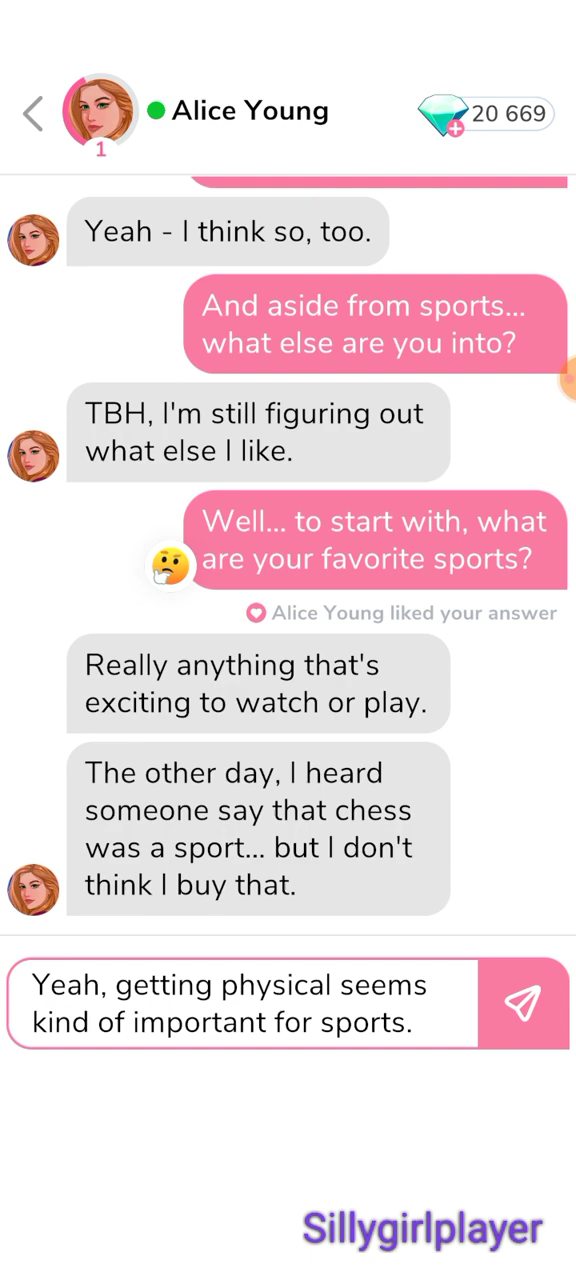 Alice Young
20 669
1
Yeah - I think so, too.
And aside from sports...
what else are you into?
TBH, I'm still figuring out
what else I like.
Well... to start with, what
are your favorite sports?
Alice Young liked your answer
Really anything that's
exciting to watch or play.
The other day, I heard
someone say that chess
was a sport... but I don't
think I buy that.
Yeah, getting physical seems
kind of important for sports.
Sillygirlplayer